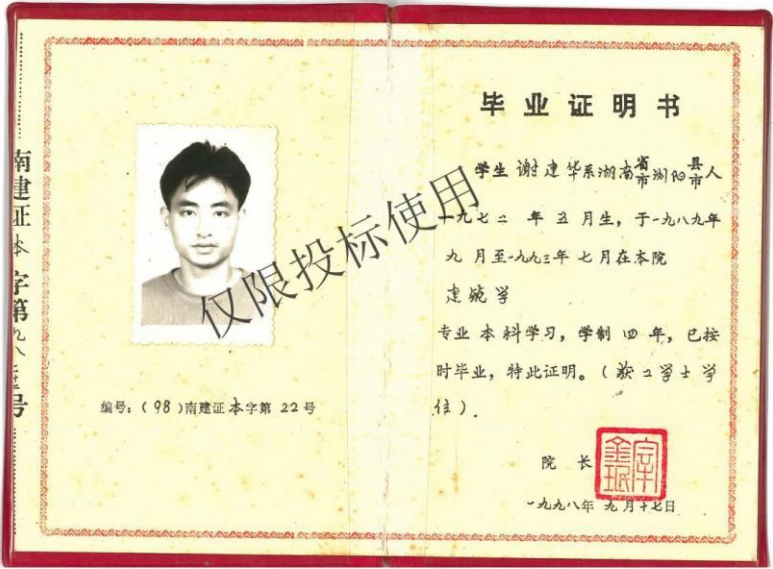 南建证本字第九八二二号
编号：（98）南建证本字第 22 号
仅限投标使用
毕业证明书
学生谢建华系湖南省市浏阳县市人
一九七二年五月生，于一九八九年
九月至一九九三年七月在本院
建筑学
专业本科学习，学制四年，已按
时毕业，特此证明。（获工学士学
位）.
院长
一九九八年九月十七日